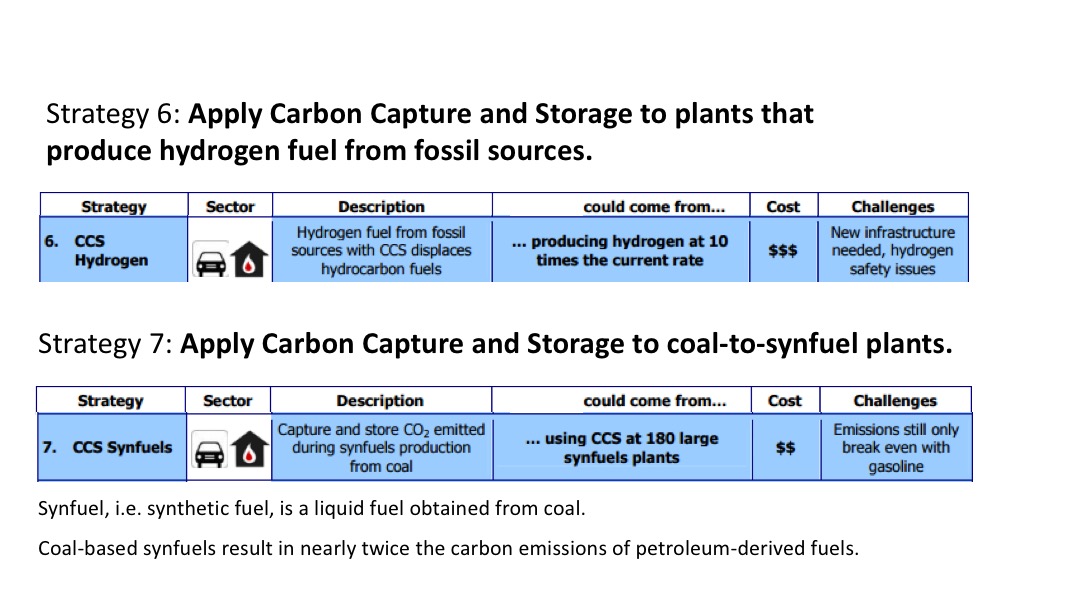 Strategy 6: Apply Carbon Capture and Storage to plants that
produce hydrogen fuel from fossil sources.
Strategy Sector Description could come from... Cost Challenges
6. CCS Hydrogen
Hydrogen fuel from fossil
sources with CCS displaces
hydrocarbon fuels
... producing hydrogen at 10
times the current rate
$$$
New infrastructure
needed, hydrogen
safety issues
Strategy 7: Apply Carbon Capture and Storage to coal-to-synfuel plants.
Strategy Sector Description could come from... Cost Challenges
7. CCS Synfuels
Capture and store CO₂ emitted
during synfuels production
from coal
... using CCS at 180 large
synfuels plants
$$
Emissions still only
break even with
gasoline
Synfuel, i.e. synthetic fuel, is a liquid fuel obtained from coal.
Coal-based synfuels result in nearly twice the carbon emissions of petroleum-derived fuels.